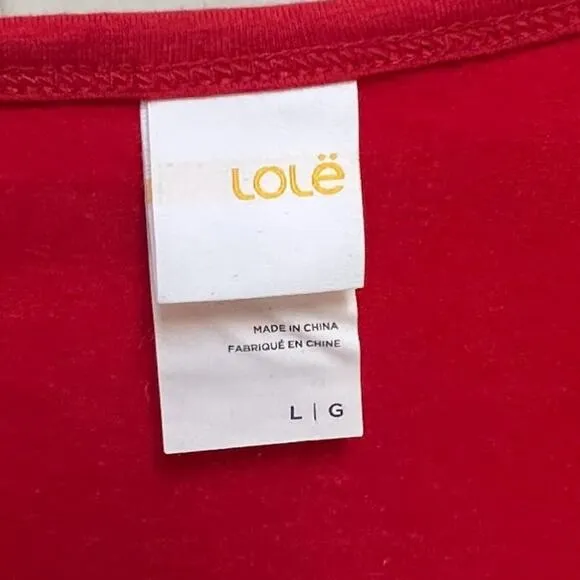 Lolë
MADE IN CHINA
FABRIQUÉ EN CHINE
L | G